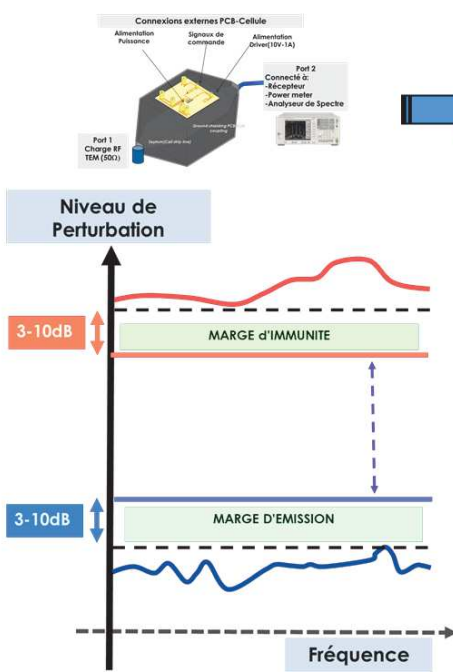 Connexions externes PCB-Cellule
Alimentation
Puissance
Signaux de
commande
Alimentation
Driver(10V-1A)
Port 2
Connecté à:
-Récepteur
-Power meter
-Analyseur de Spectre
Port 1
Charge RF
TEM (50Ω)
Niveau de
Perturbation
3-10dB
MARGE d'IMMUNITE
3-10dB
MARGE D'EMISSION
Fréquence